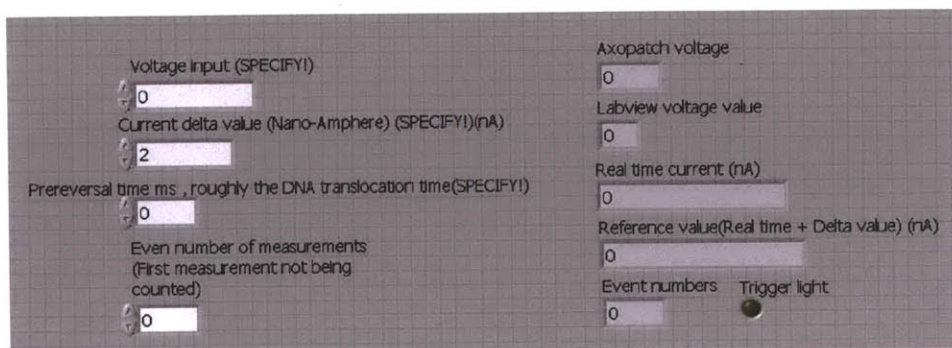 Voltage input (SPECIFY!)
0
Current delta value (Nano-Amphere) (SPECIFY!)(nA)
2
Prereversal time ms , roughly the DNA translocation time(SPECIFY!)
0
Even number of measurements
(First measurement not being
counted)
0
Axopatch voltage
0
Labview voltage value
0
Real time current (nA)
0
Reference value(Real time + Delta value) (nA)
0
Event numbers
0
Trigger light